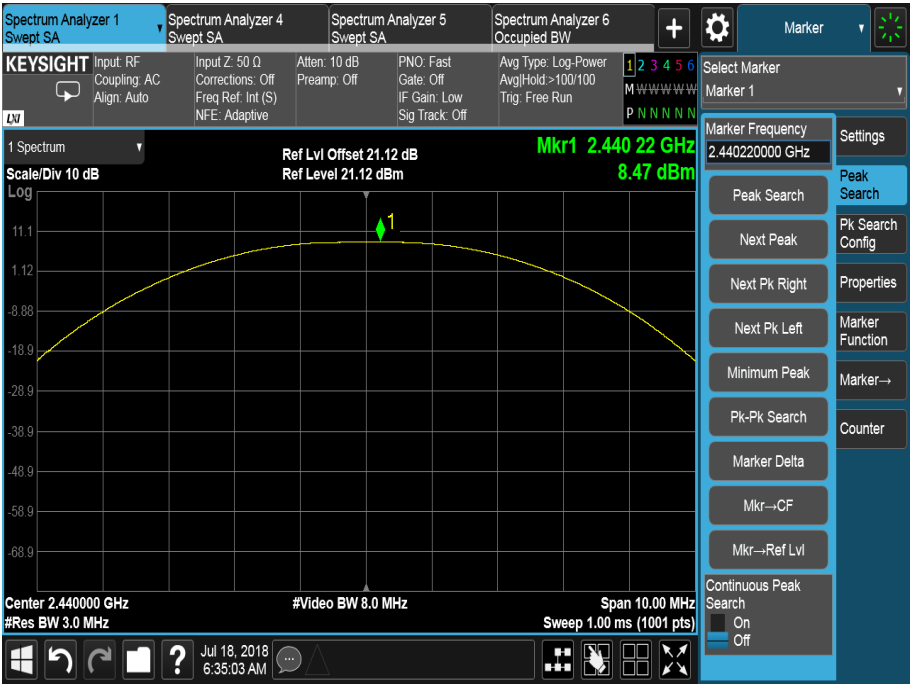 Spectrum Analyzer 1
Swept SA
Spectrum Analyzer 4
Swept SA
Spectrum Analyzer 5
Swept SA
Spectrum Analyzer 6
Occupied BW
+
Marker
KEYSIGHT
LXI
Input: RF
Coupling: AC
Align: Auto
Input Z: 50 Ω
Corrections: Off
Freq Ref: Int (S)
NFE: Adaptive
Atten: 10 dB
Preamp: Off
PNO: Fast
Gate: Off
IF Gain: Low
Sig Track: Off
Avg Type: Log-Power
Avg|Hold:>100/100
Trig: Free Run
1 2 3 4 5 6
M W W W W W
P N N N N N
Select Marker
Marker 1
1 Spectrum
Scale/Div 10 dB
Log
Ref Lvl Offset 21.12 dB
Ref Level 21.12 dBm
Mkr1 2.440 22 GHz
8.47 dBm
1
11.1
1.12
-8.88
-18.9
-28.9
-38.9
-48.9
-58.9
-68.9
Center 2.440000 GHz
#Res BW 3.0 MHz
#Video BW 8.0 MHz
Span 10.00 MHz
Sweep 1.00 ms (1001 pts)
Marker Frequency
2.440220000 GHz
Peak Search
Next Peak
Next Pk Right
Next Pk Left
Minimum Peak
Pk-Pk Search
Marker Delta
Mkr→CF
Mkr→Ref Lvl
Continuous Peak
Search
On
Off
Settings
Peak
Search
Pk Search
Config
Properties
Marker
Function
Marker→
Counter
?
Jul 18, 2018
6:35:03 AM